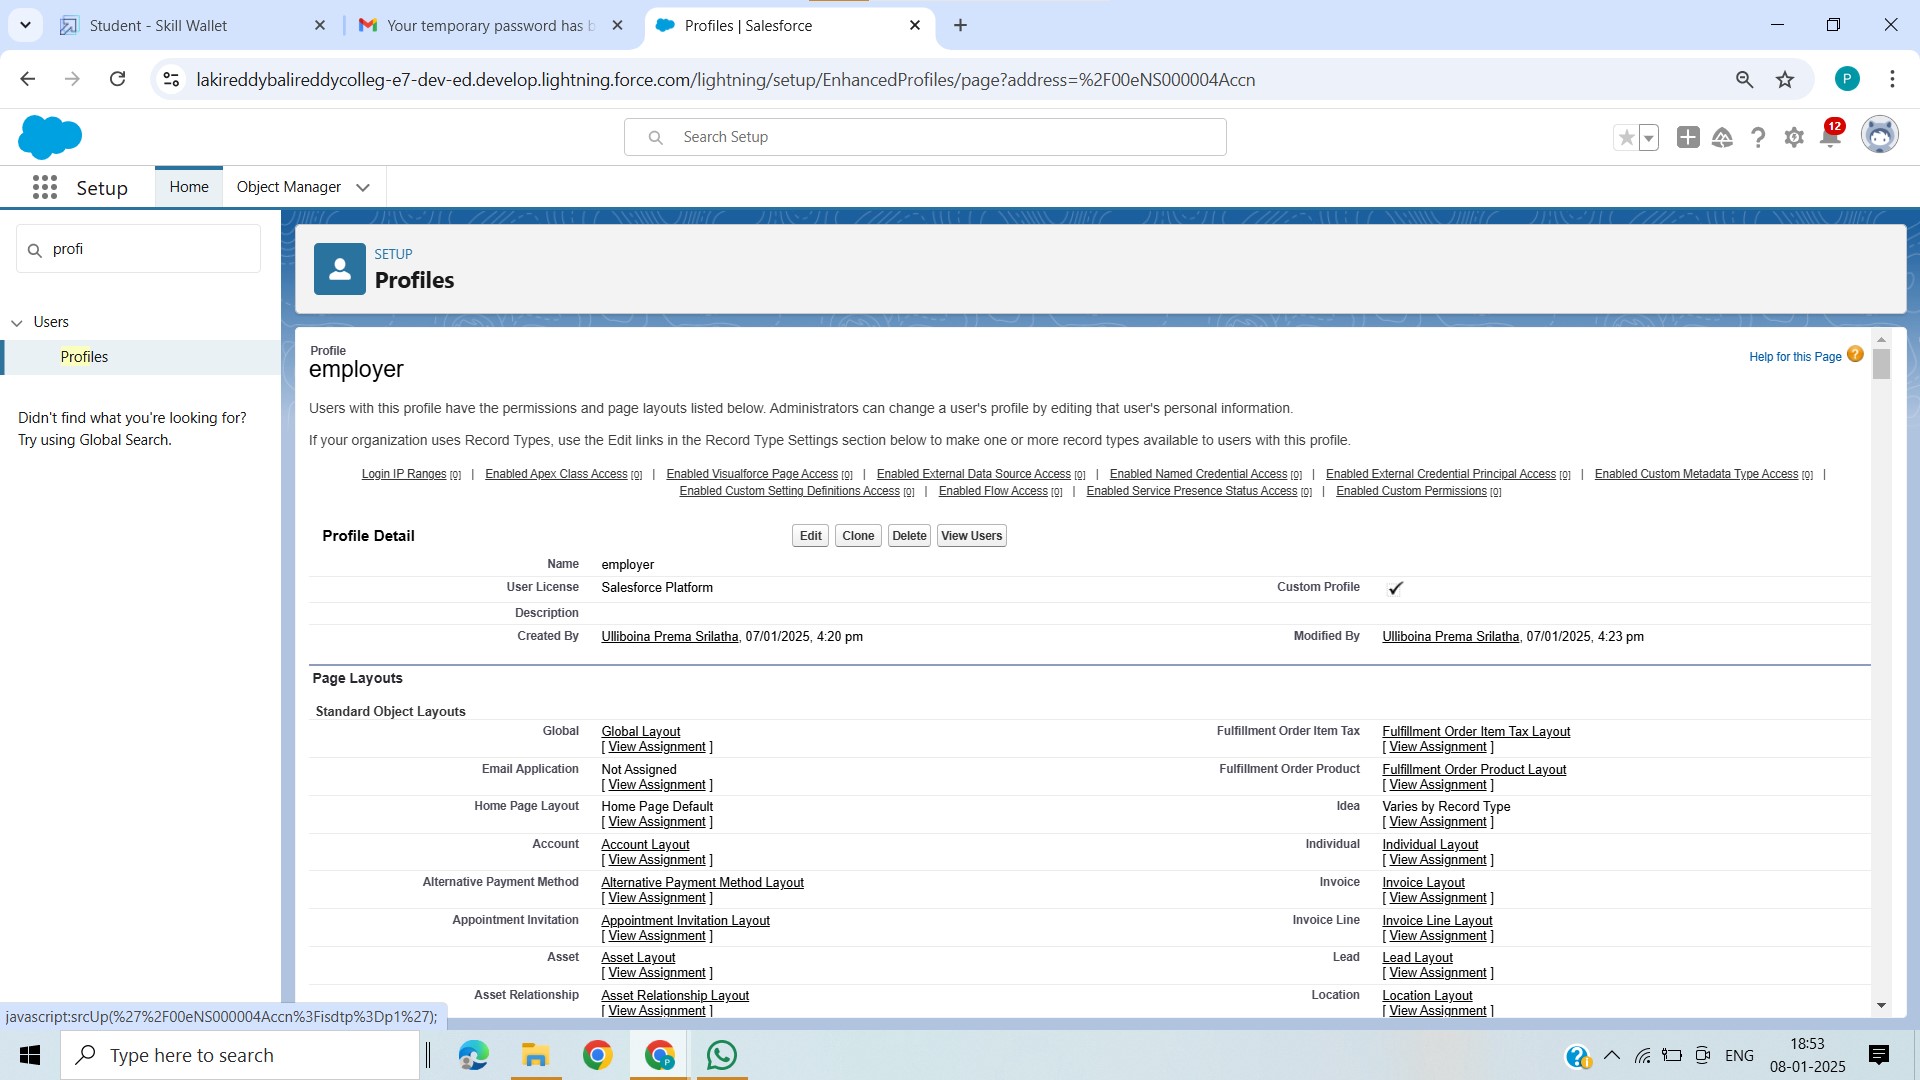 Student - Skill Wallet
Your temporary password has b
Profiles | Salesforce
lakireddybalireddycolleg-e7-dev-ed.develop.lightning.force.com/lightning/setup/EnhancedProfiles/page?address=%2F00eNS000004Accn
P
Search Setup
12
Setup
Home
Object Manager
profi
Users
Profiles
Didn't find what you're looking for?
Try using Global Search.
SETUP
Profiles
Profile
employer
Help for this Page
Users with this profile have the permissions and page layouts listed below. Administrators can change a user's profile by editing that user's personal information.
If your organization uses Record Types, use the Edit links in the Record Type Settings section below to make one or more record types available to users with this profile.
Login IP Ranges [0] | Enabled Apex Class Access [0] | Enabled Visualforce Page Access [0] | Enabled External Data Source Access [0] | Enabled Named Credential Access [0] | Enabled External Credential Principal Access [0] | Enabled Custom Metadata Type Access [0] |
Enabled Custom Setting Definitions Access [0] | Enabled Flow Access [0] | Enabled Service Presence Status Access [0] | Enabled Custom Permissions [0]
Profile Detail Edit Clone Delete View Users
Name employer
User License Salesforce Platform Custom Profile
Description
Created By Ulliboina Prema Srilatha, 07/01/2025, 4:20 pm Modified By Ulliboina Prema Srilatha, 07/01/2025, 4:23 pm
Page Layouts
Standard Object Layouts
Global Global Layout Fulfillment Order Item Tax Fulfillment Order Item Tax Layout
[ View Assignment ] [ View Assignment ]
Email Application Not Assigned Fulfillment Order Product Fulfillment Order Product Layout
[ View Assignment ] [ View Assignment ]
Home Page Layout Home Page Default Idea Varies by Record Type
[ View Assignment ] [ View Assignment ]
Account Account Layout Individual Individual Layout
[ View Assignment ] [ View Assignment ]
Alternative Payment Method Alternative Payment Method Layout Invoice Invoice Layout
[ View Assignment ] [ View Assignment ]
Appointment Invitation Appointment Invitation Layout Invoice Line Invoice Line Layout
[ View Assignment ] [ View Assignment ]
Asset Asset Layout Lead Lead Layout
[ View Assignment ] [ View Assignment ]
Asset Relationship Asset Relationship Layout Location Location Layout
[ View Assignment ] [ View Assignment ]
javascript:srcUp(%27%2F00eNS000004Accn%3Fisdtp%3Dp1%27);
Type here to search
ENG
18:53
08-01-2025